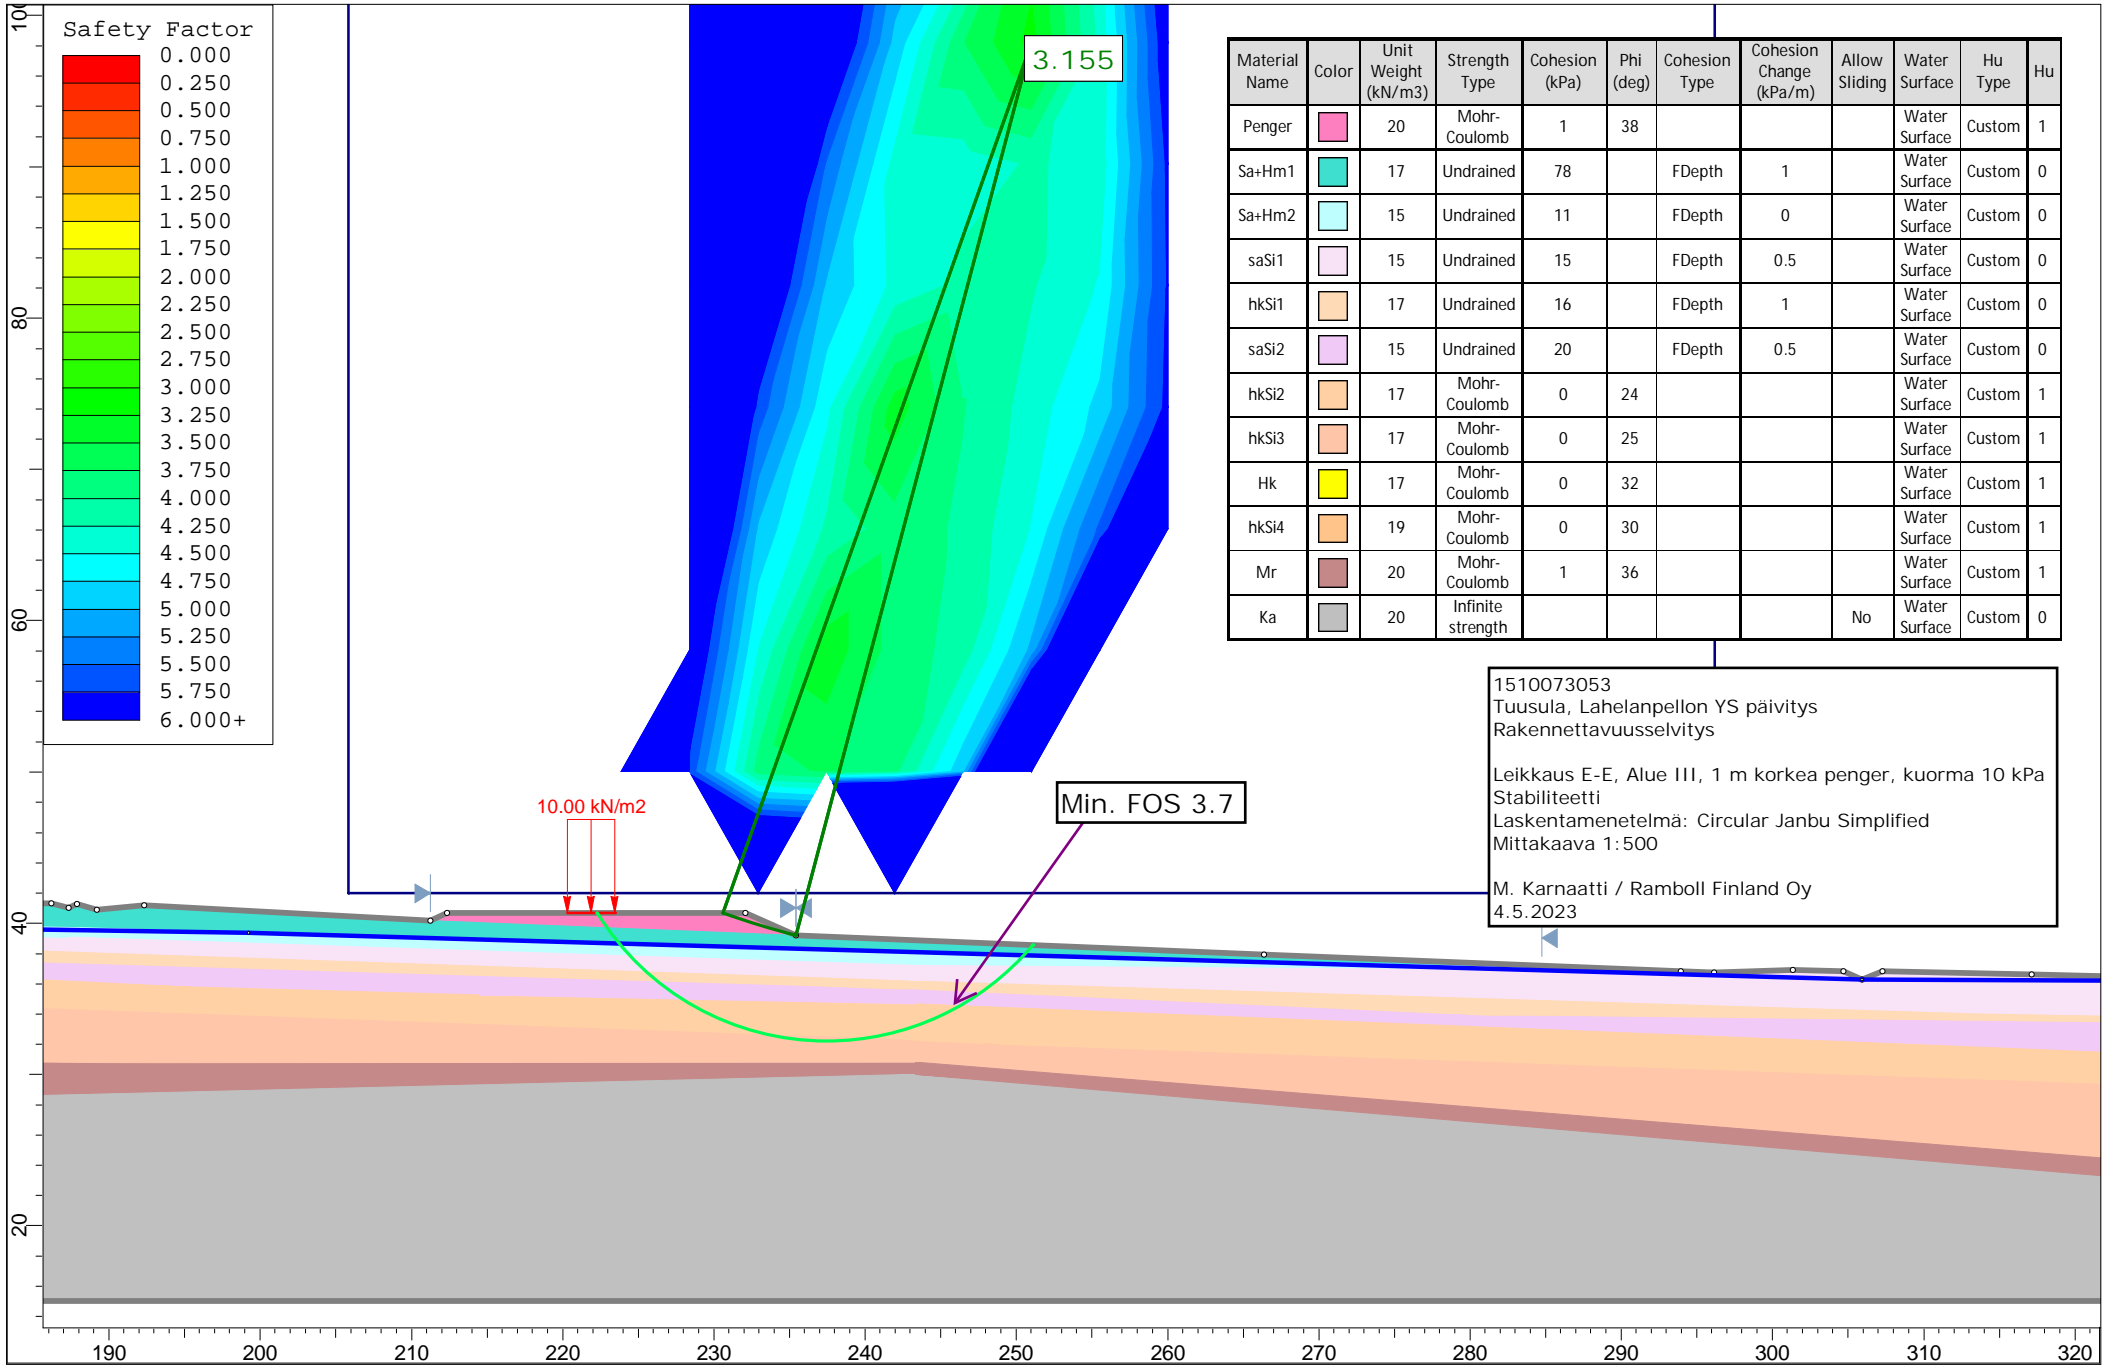 Safety Factor
0.000
0.250
0.500
0.750
1.000
1.250
1.500
1.750
2.000
2.250
2.500
2.750
3.000
3.250
3.500
3.750
4.000
4.250
4.500
4.750
5.000
5.250
5.500
5.750
6.000+
3.155
Material Name Color Unit Weight (kN/m3) Strength Type Cohesion (kPa) Phi (deg) Cohesion Type Cohesion Change (kPa/m) Allow Sliding Water Surface Hu Type Hu
Penger 20 Mohr-Coulomb 1 38 Water Surface Custom 1
Sa+Hm1 17 Undrained 78 FDepth 1 Water Surface Custom 0
Sa+Hm2 15 Undrained 11 FDepth 0 Water Surface Custom 0
saSi1 15 Undrained 15 FDepth 0.5 Water Surface Custom 0
hkSi1 17 Undrained 16 FDepth 1 Water Surface Custom 0
saSi2 15 Undrained 20 FDepth 0.5 Water Surface Custom 0
hkSi2 17 Mohr-Coulomb 0 24 Water Surface Custom 1
hkSi3 17 Mohr-Coulomb 0 25 Water Surface Custom 1
Hk 17 Mohr-Coulomb 0 32 Water Surface Custom 1
hkSi4 19 Mohr-Coulomb 0 30 Water Surface Custom 1
Mr 20 Mohr-Coulomb 1 36 Water Surface Custom 1
Ka 20 Infinite strength No Water Surface Custom 0
1510073053
Tuusula, Lahelanpellon YS päivitys
Rakennettavuusselvitys
Leikkaus E-E, Alue III, 1 m korkea penger, kuorma 10 kPa
Stabiliteetti
Laskentamenetelmä: Circular Janbu Simplified
Mittakaava 1:500
M. Karnaatti / Ramboll Finland Oy
4.5.2023
10.00 kN/m2
Min. FOS 3.7
100
80
60
40
20
190 200 210 220 230 240 250 260 270 280 290 300 310 320